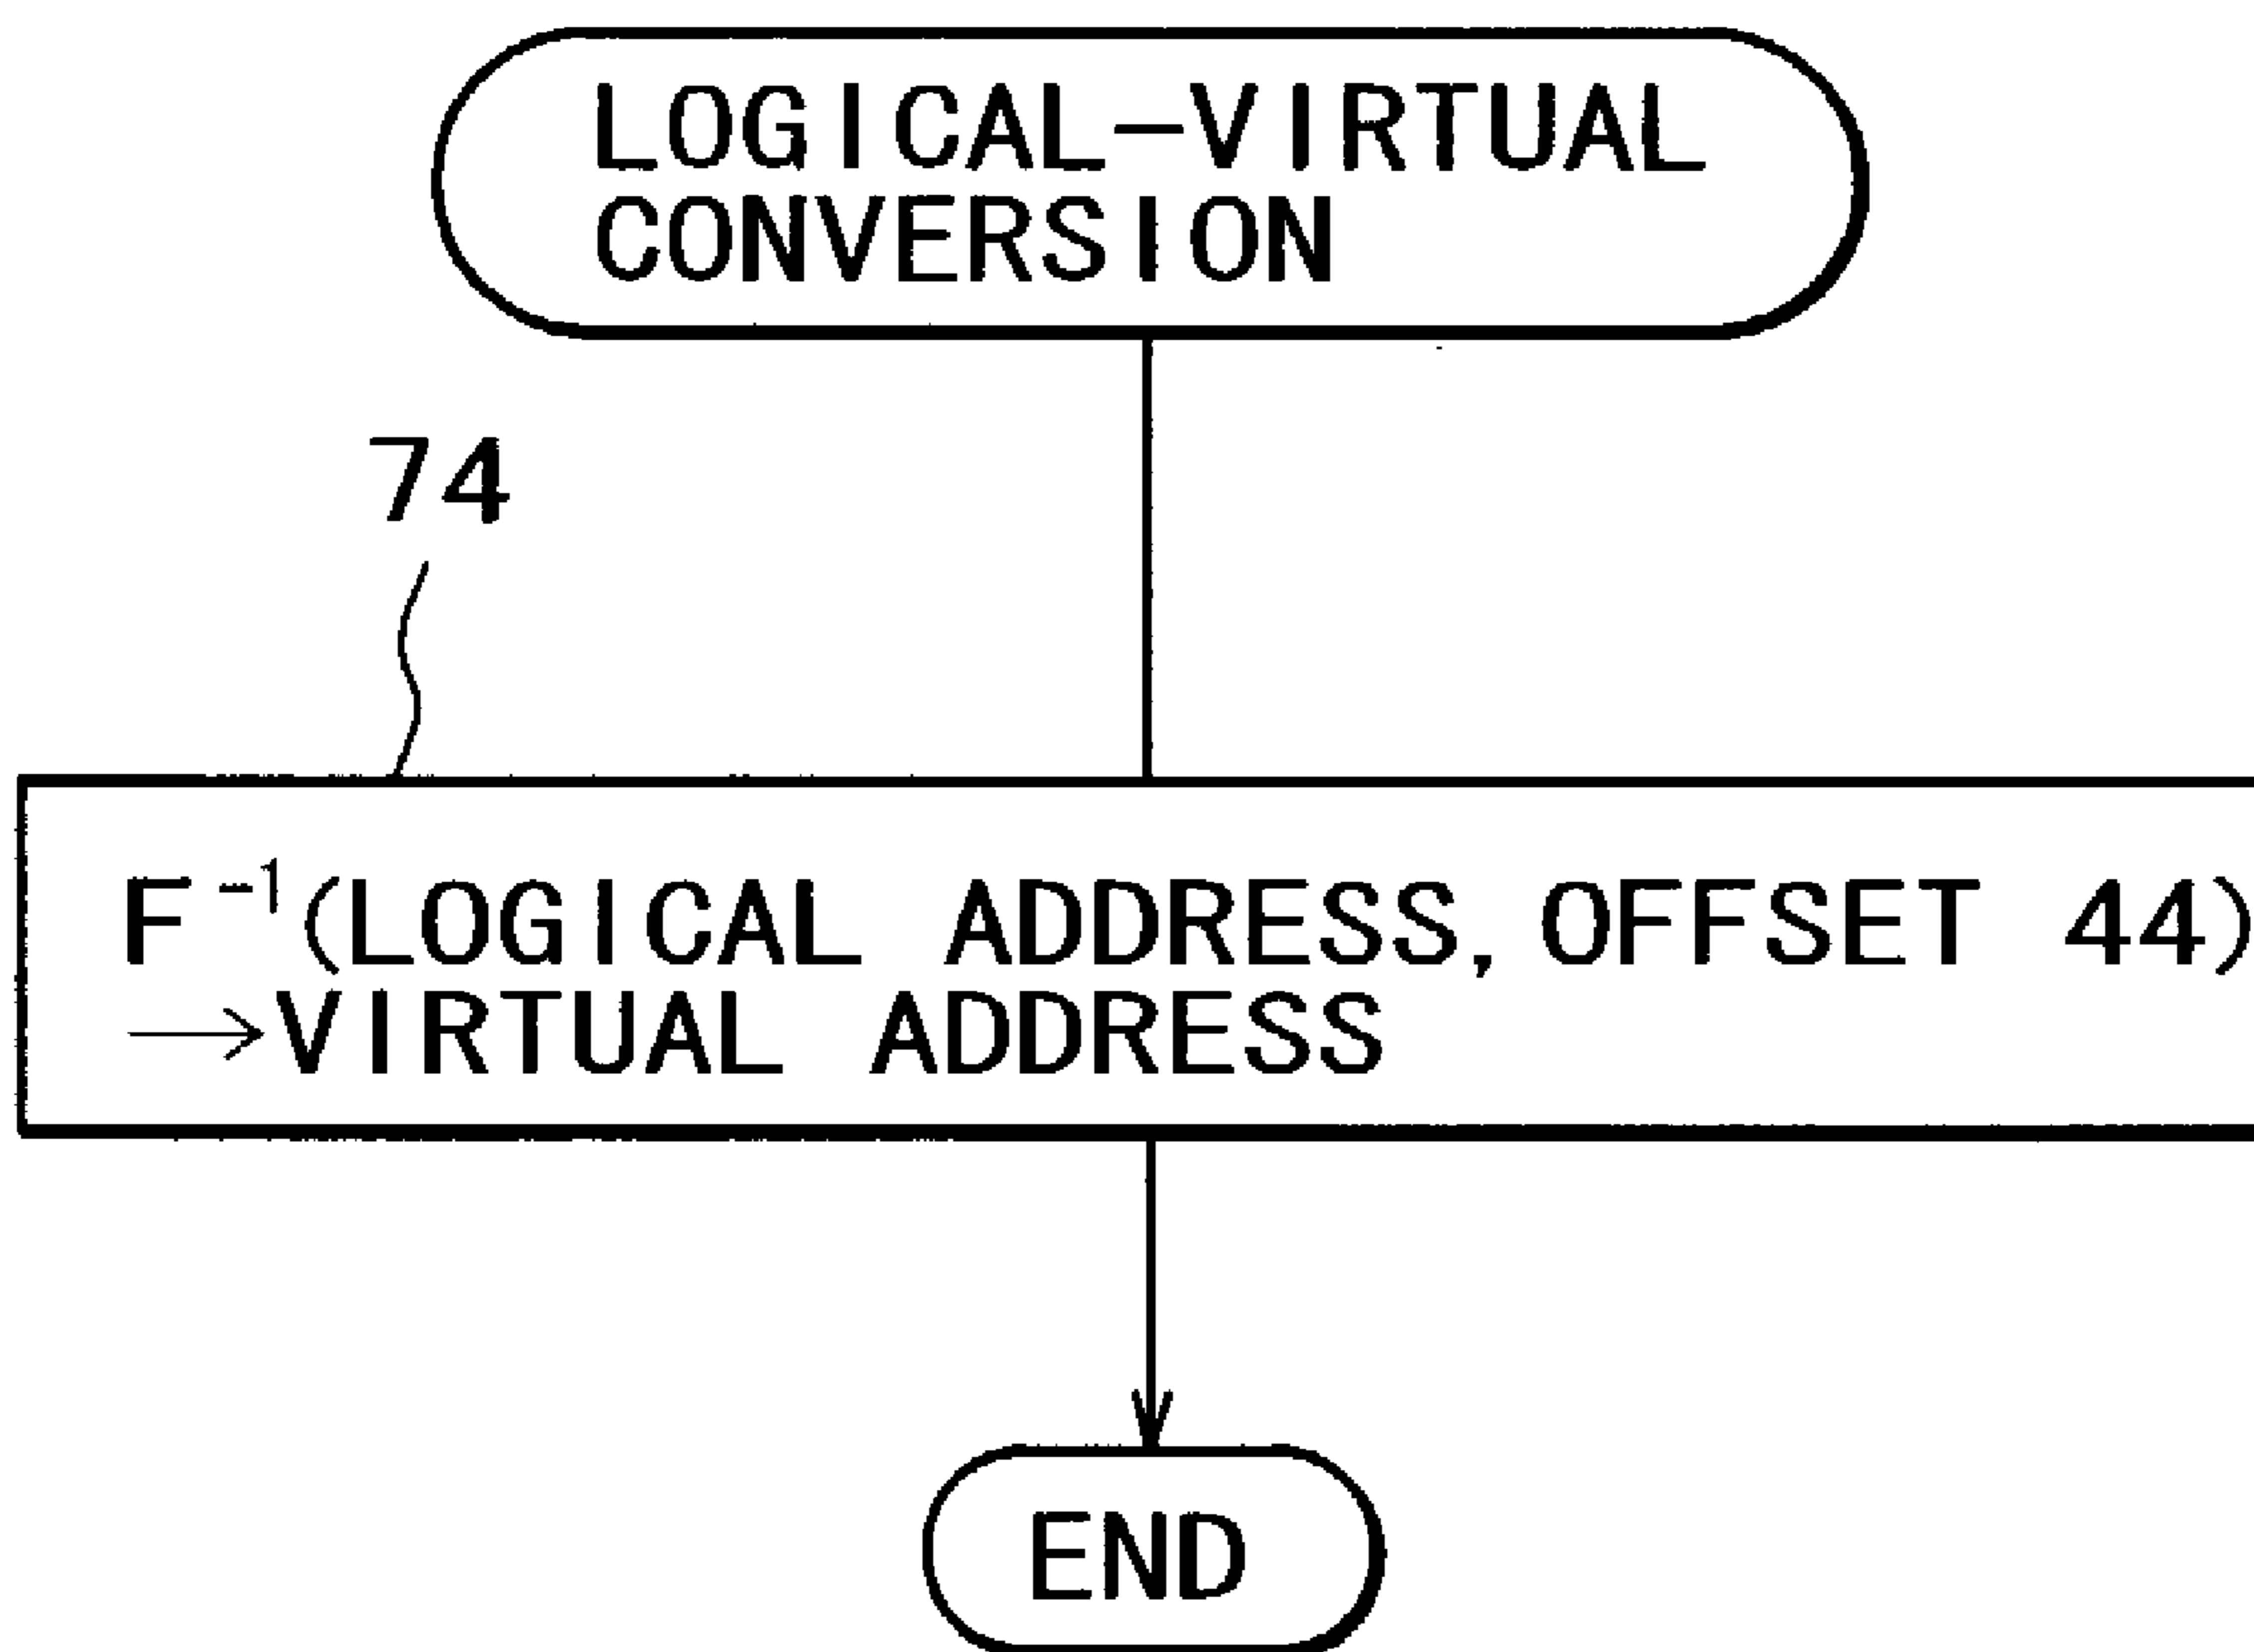 LOGICAL-VIRTUAL
CONVERSION
74
F⁻¹(LOGICAL ADDRESS, OFFSET 44)
→VIRTUAL ADDRESS
END